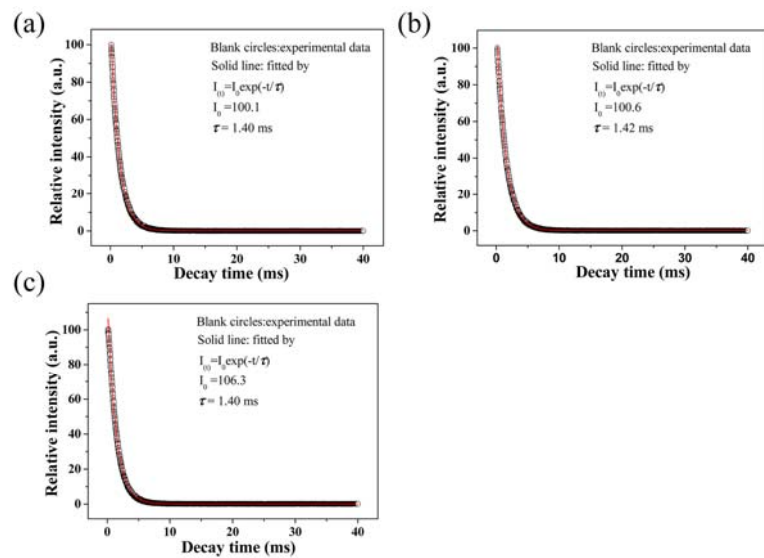 (a)
Relative intensity (a.u.)
100
80
60
40
20
0
Blank circles:experimental data
Solid line: fitted by
I(t)=I0exp(-t/τ)
I0 =100.1
τ = 1.40 ms
0 10 20 30 40
Decay time (ms)
(b)
Relative intensity (a.u.)
100
80
60
40
20
0
Blank circles:experimental data
Solid line: fitted by
I(t)=I0exp(-t/τ)
I0 =100.6
τ = 1.42 ms
0 10 20 30 40
Decay time (ms)
(c)
Relative intensity (a.u.)
100
80
60
40
20
0
Blank circles:experimental data
Solid line: fitted by
I(t)=I0exp(-t/τ)
I0 =106.3
τ = 1.40 ms
0 10 20 30 40
Decay time (ms)